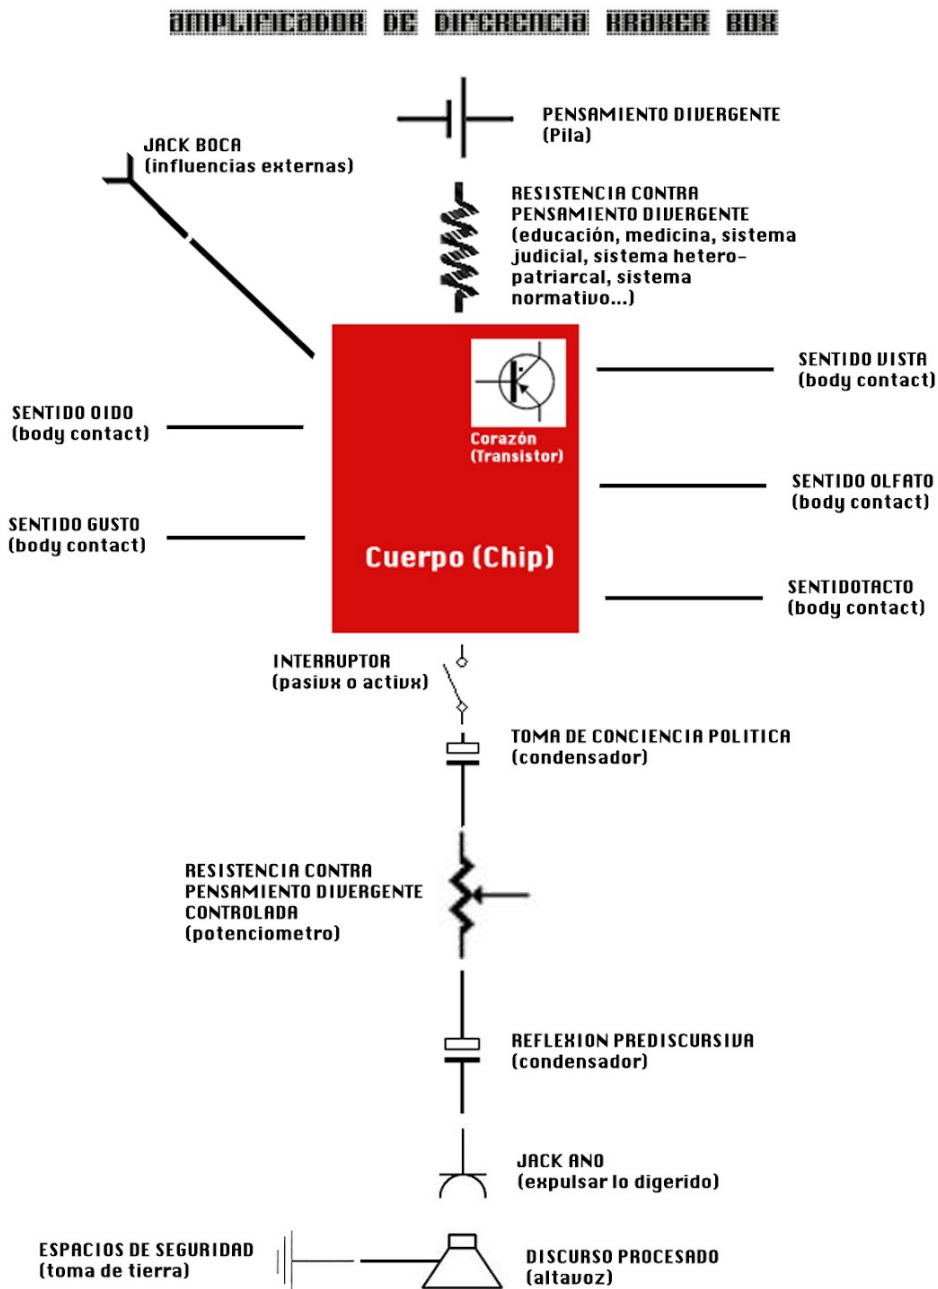 AMPLIFICADOR DE DIFERENCIA KRAKER BOX
PENSAMIENTO DIVERGENTE
(Pila)
JACK BOCA
(influencias externas)
RESISTENCIA CONTRA
PENSAMIENTO DIVERGENTE
(educación, medicina, sistema
judicial, sistema hetero-
patriarcal, sistema
normativo...)
SENTIDO VISTA
(body contact)
SENTIDO OIDO
(body contact)
Corazón
(Transistor)
SENTIDO OLFATO
(body contact)
SENTIDO GUSTO
(body contact)
Cuerpo (Chip)
SENTIDOTACTO
(body contact)
INTERRUPTOR
(pasivx o activx)
TOMA DE CONCIENCIA POLITICA
(condensador)
RESISTENCIA CONTRA
PENSAMIENTO DIVERGENTE
CONTROLADA
(potenciometro)
REFLEXION PREDISCURSIVA
(condensador)
JACK ANO
(expulsar lo digerido)
ESPACIOS DE SEGURIDAD
(toma de tierra)
DISCURSO PROCESADO
(altavoz)